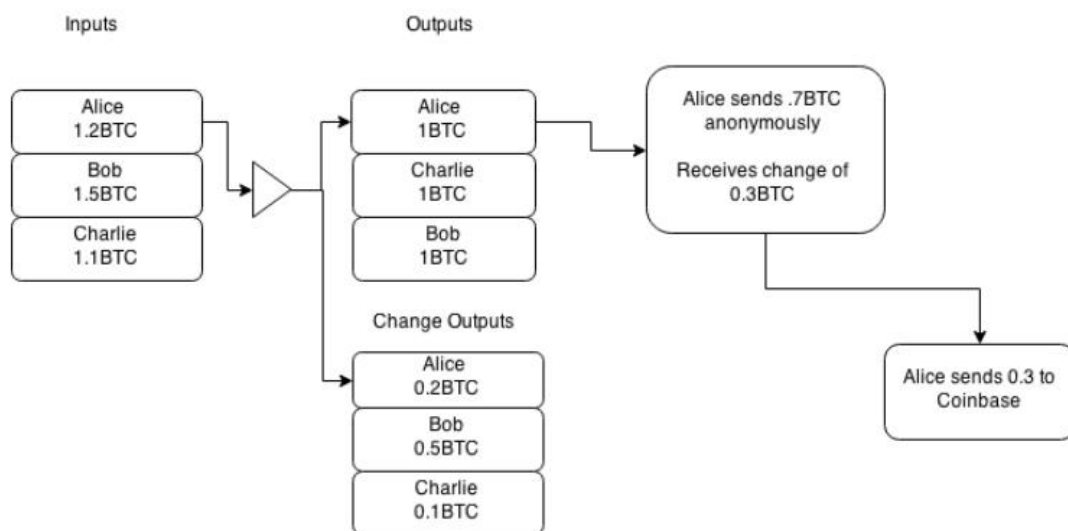 Inputs
Outputs
Alice
1.2BTC
Bob
1.5BTC
Charlie
1.1BTC
Alice
1BTC
Charlie
1BTC
Bob
1BTC
Alice sends .7BTC
anonymously
Receives change of
0.3BTC
Change Outputs
Alice
0.2BTC
Bob
0.5BTC
Charlie
0.1BTC
Alice sends 0.3 to
Coinbase